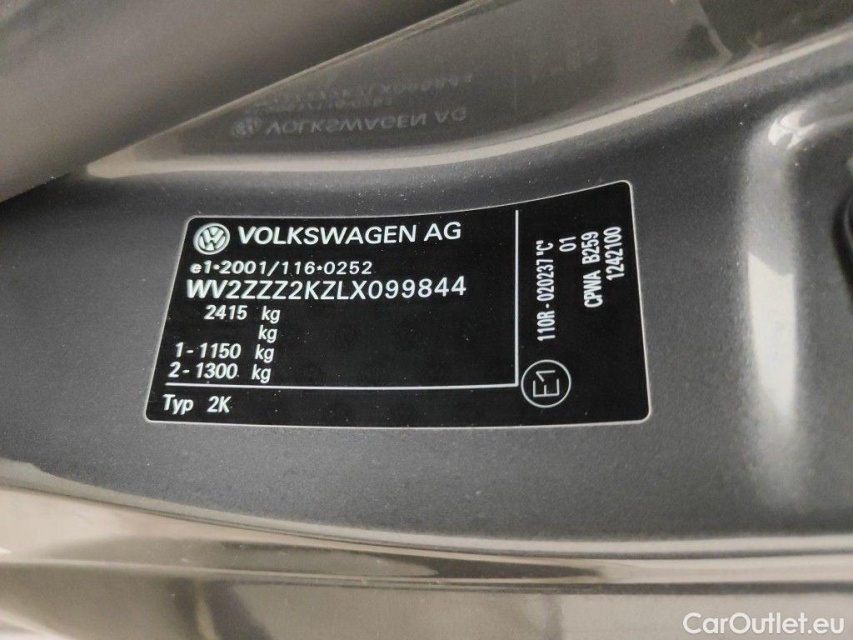 VOLKSWAGEN AG
e1*2001/116*0252
WV2ZZZ2KZLX099844
2415 kg
kg
1 - 1150 kg
2 - 1300 kg
Typ 2K
110R - 020237*C
01
CPWA B259
1242100
E1
VOLKSWAGEN AG
CarOutlet.eu